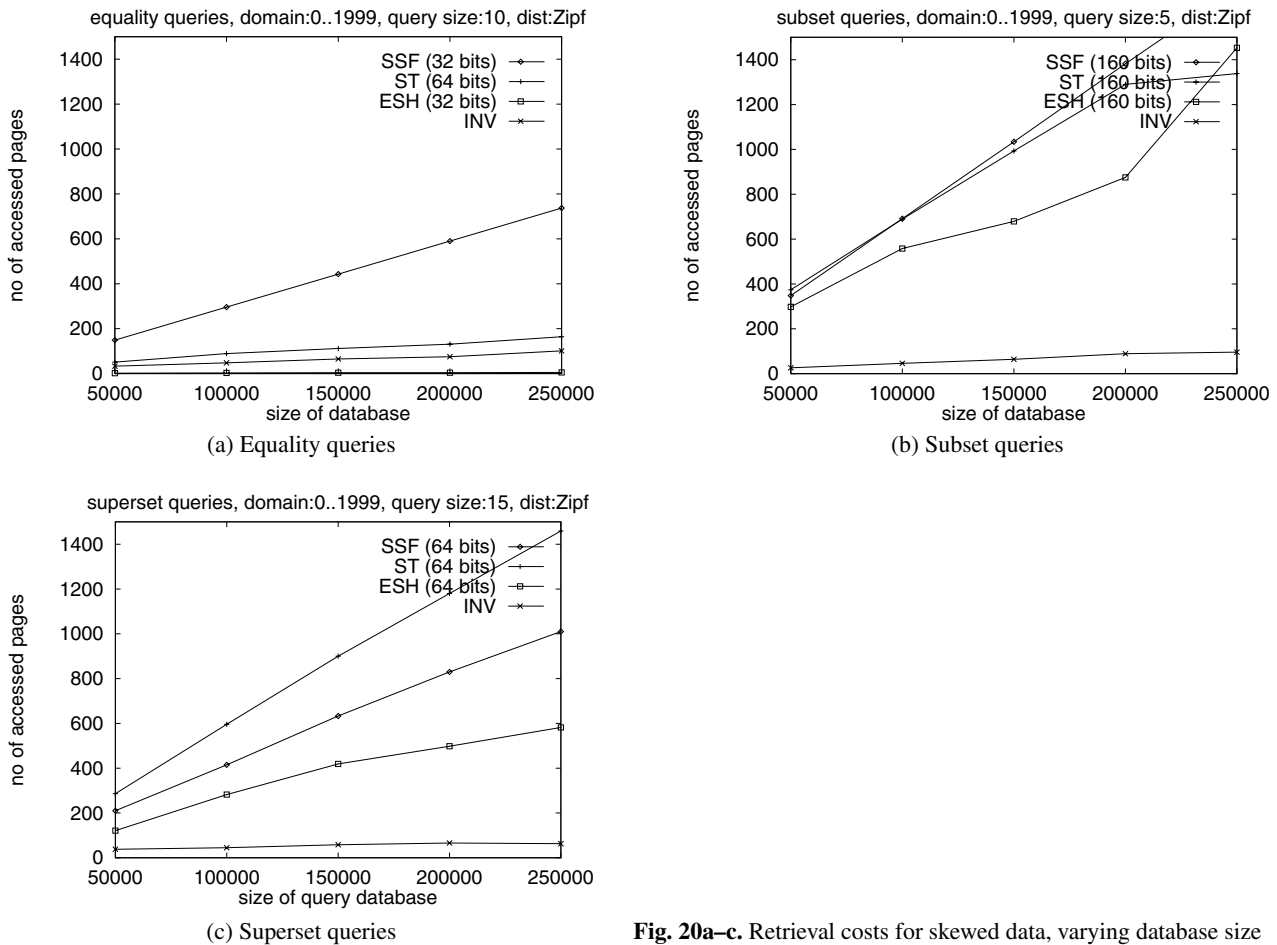 equality queries, domain:0..1999, query size:10, dist:Zipf
no of accessed pages
1400
1200
1000
800
600
400
200
0
SSF (32 bits)
ST (64 bits)
ESH (32 bits)
INV
50000 100000 150000 200000 250000
size of database
(a) Equality queries
subset queries, domain:0..1999, query size:5, dist:Zipf
no of accessed pages
1400
1200
1000
800
600
400
200
0
SSF (160 bits)
ST (160 bits)
ESH (160 bits)
INV
50000 100000 150000 200000 250000
size of database
(b) Subset queries
superset queries, domain:0..1999, query size:15, dist:Zipf
no of accessed pages
1400
1200
1000
800
600
400
200
0
SSF (64 bits)
ST (64 bits)
ESH (64 bits)
INV
50000 100000 150000 200000 250000
size of query database
(c) Superset queries
Fig. 20a–c. Retrieval costs for skewed data, varying database size